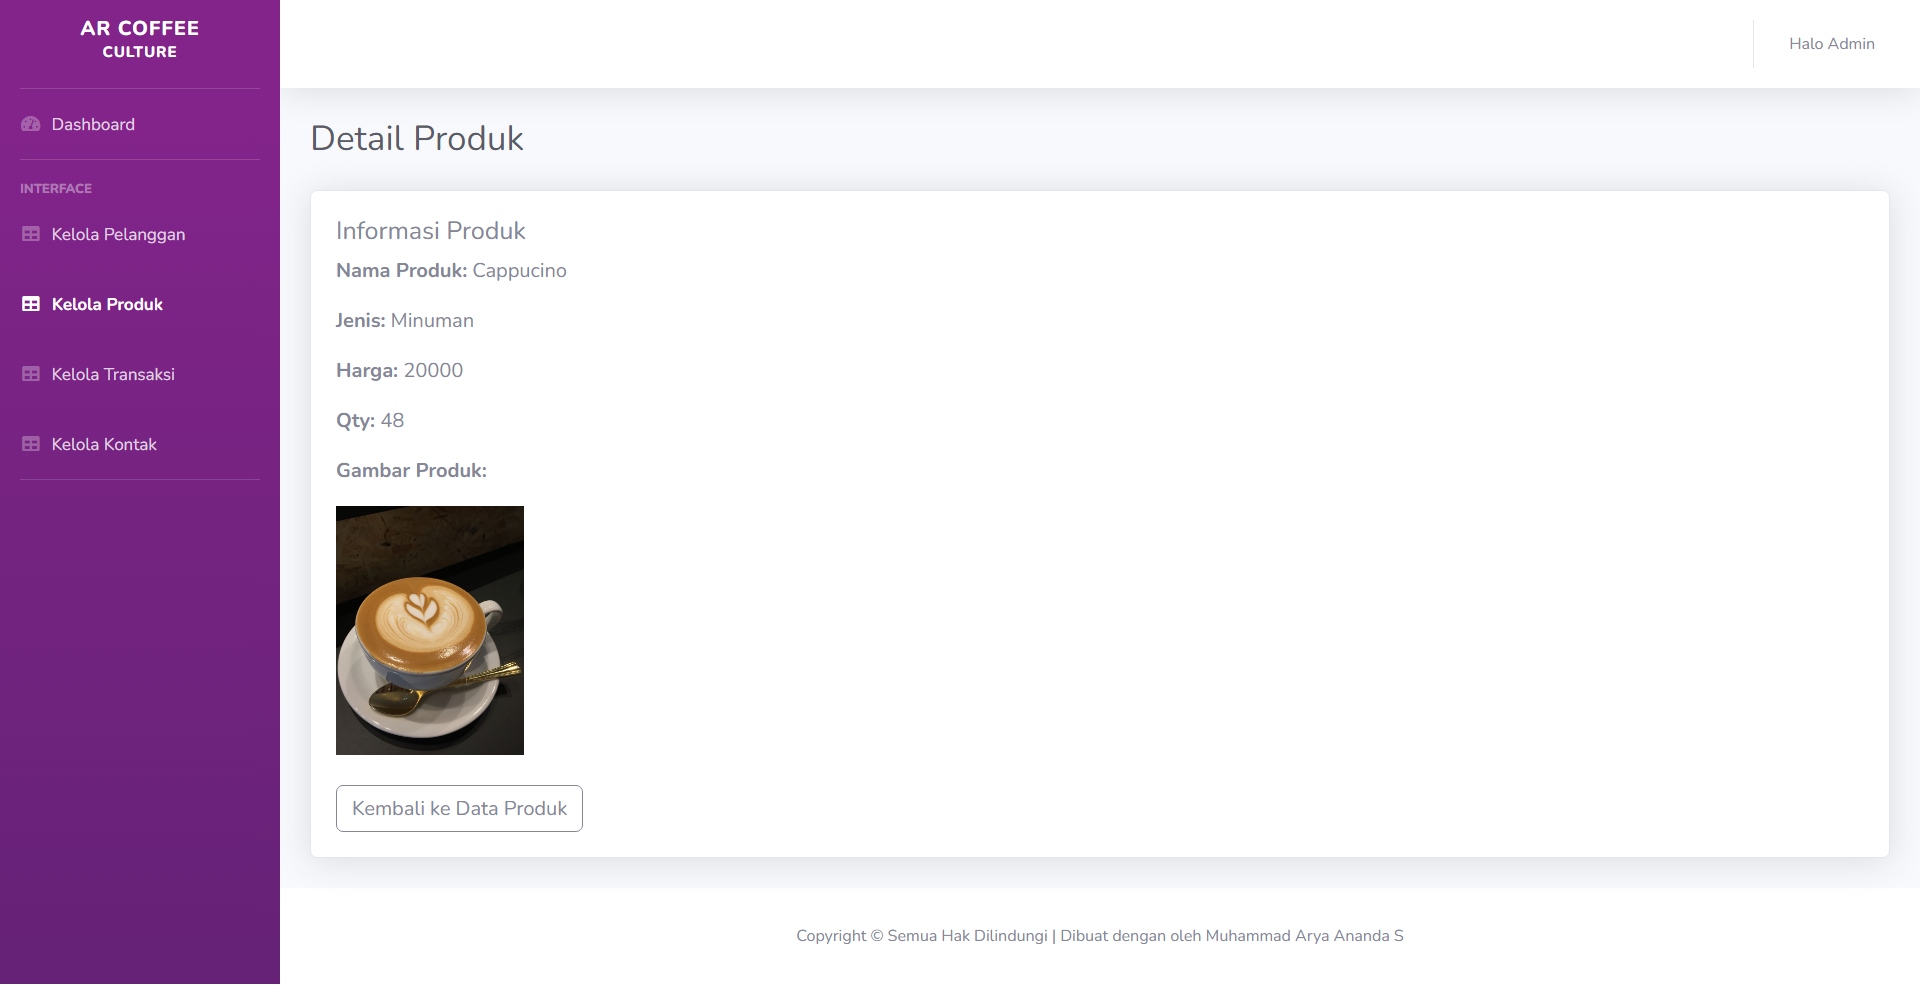 AR COFFEE
CULTURE
Dashboard
INTERFACE
Kelola Pelanggan
Kelola Produk
Kelola Transaksi
Kelola Kontak
Halo Admin
Detail Produk
Informasi Produk
Nama Produk: Cappucino
Jenis: Minuman
Harga: 20000
Qty: 48
Gambar Produk:
Kembali ke Data Produk
Copyright © Semua Hak Dilindungi | Dibuat dengan oleh Muhammad Arya Ananda S